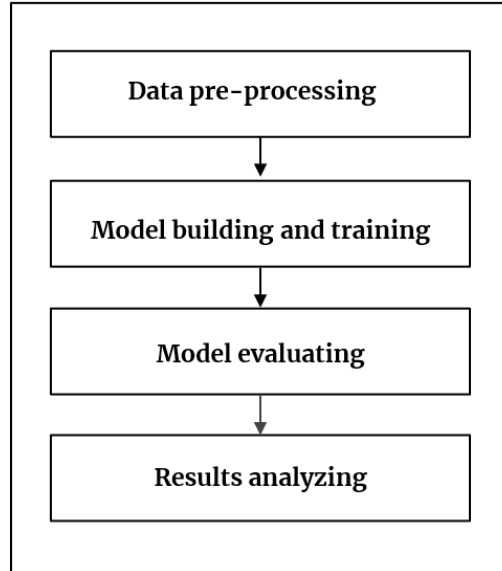 Data pre-processing
Model building and training
Model evaluating
Results analyzing